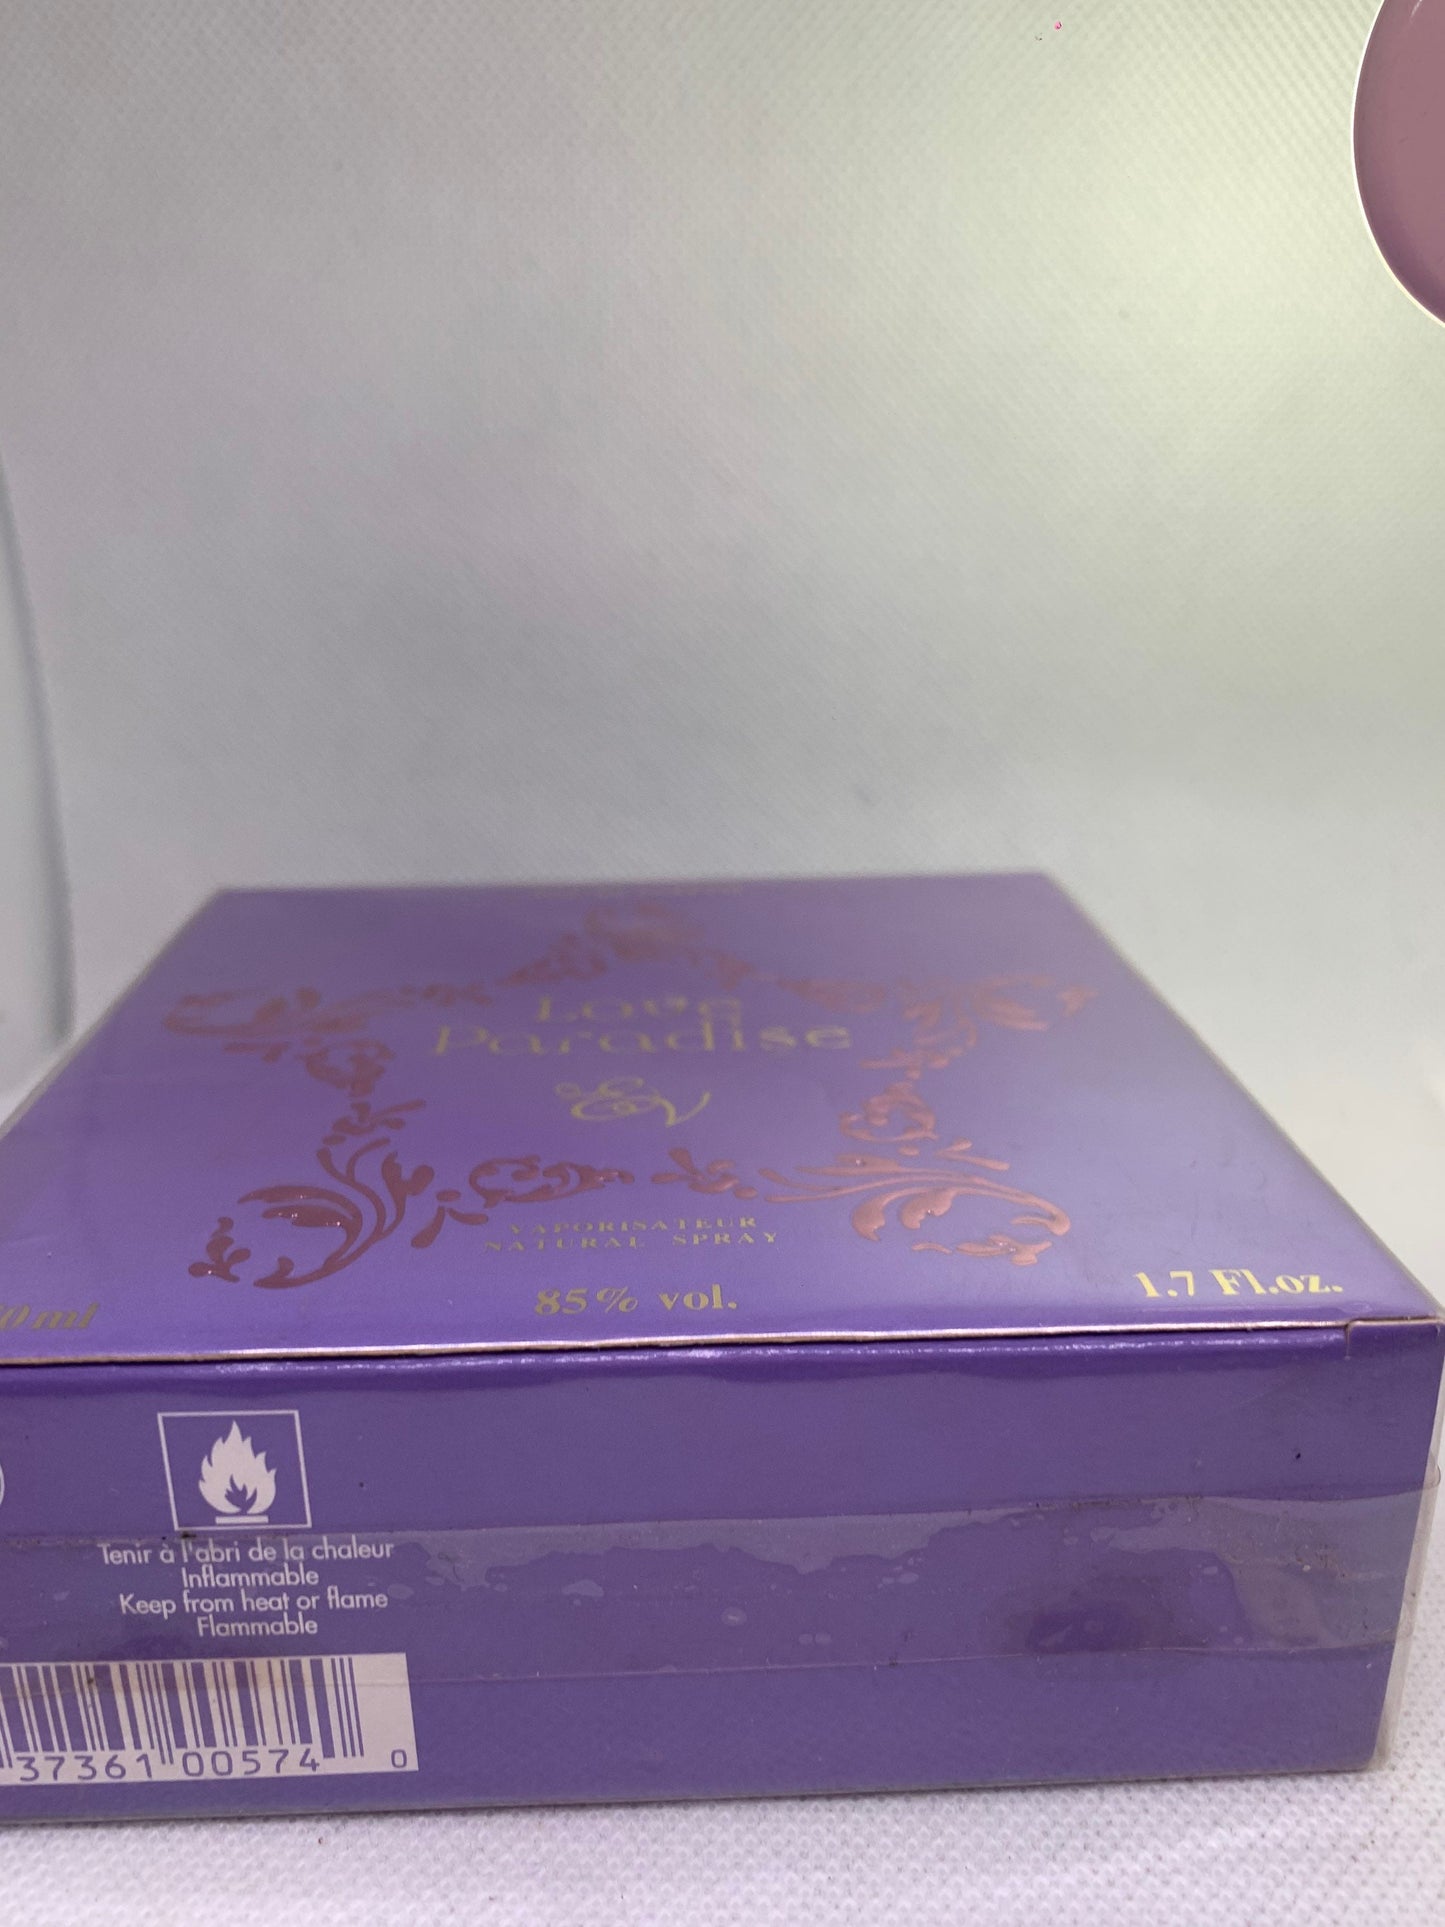 Love
Paradise
EV
VAPORISATEUR
NATURAL SPRAY
85% vol.
1.7 Fl.oz.
Tenir à l'abri de la chaleur
Inflammable
Keep from heat or flame
Flammable
37361 00574 0